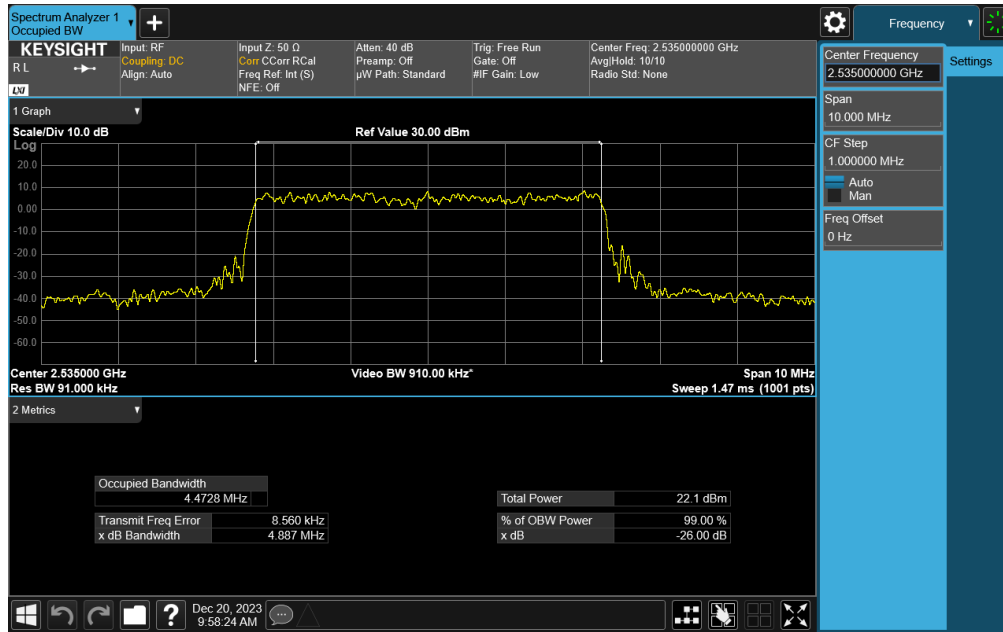 Spectrum Analyzer 1
Occupied BW
Frequency
KEYSIGHT
R L
LXI
Input: RF
Coupling: DC
Align: Auto
Input Z: 50 Ω
Corr CCorr RCal
Freq Ref: Int (S)
NFE: Off
Atten: 40 dB
Preamp: Off
µW Path: Standard
Trig: Free Run
Gate: Off
#IF Gain: Low
Center Freq: 2.535000000 GHz
Avg|Hold: 10/10
Radio Std: None
Center Frequency
2.535000000 GHz
Settings
Span
10.000 MHz
CF Step
1.000000 MHz
Auto
Man
Freq Offset
0 Hz
1 Graph
Scale/Div 10.0 dB
Ref Value 30.00 dBm
Log
20.0
10.0
0.00
-10.0
-20.0
-30.0
-40.0
-50.0
-60.0
Center 2.535000 GHz
Video BW 910.00 kHz*
Span 10 MHz
Res BW 91.000 kHz
Sweep 1.47 ms (1001 pts)
2 Metrics
Occupied Bandwidth
4.4728 MHz
Total Power 22.1 dBm
Transmit Freq Error 8.560 kHz
% of OBW Power 99.00 %
x dB Bandwidth 4.887 MHz
x dB -26.00 dB
?
Dec 20, 2023
9:58:24 AM